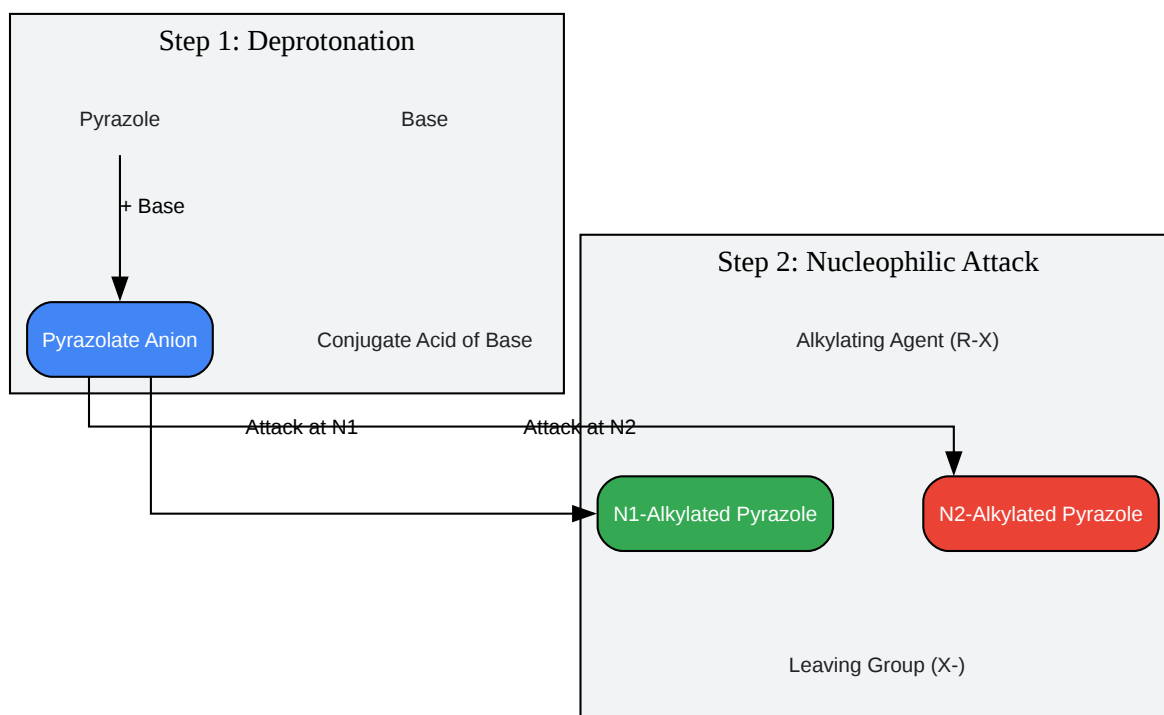 Step 1: Deprotonation
Pyrazole
Base
+ Base
Pyrazolate Anion
Conjugate Acid of Base
Attack at N1
Attack at N2
Step 2: Nucleophilic Attack
Alkylating Agent (R-X)
N1-Alkylated Pyrazole
N2-Alkylated Pyrazole
Leaving Group (X-)